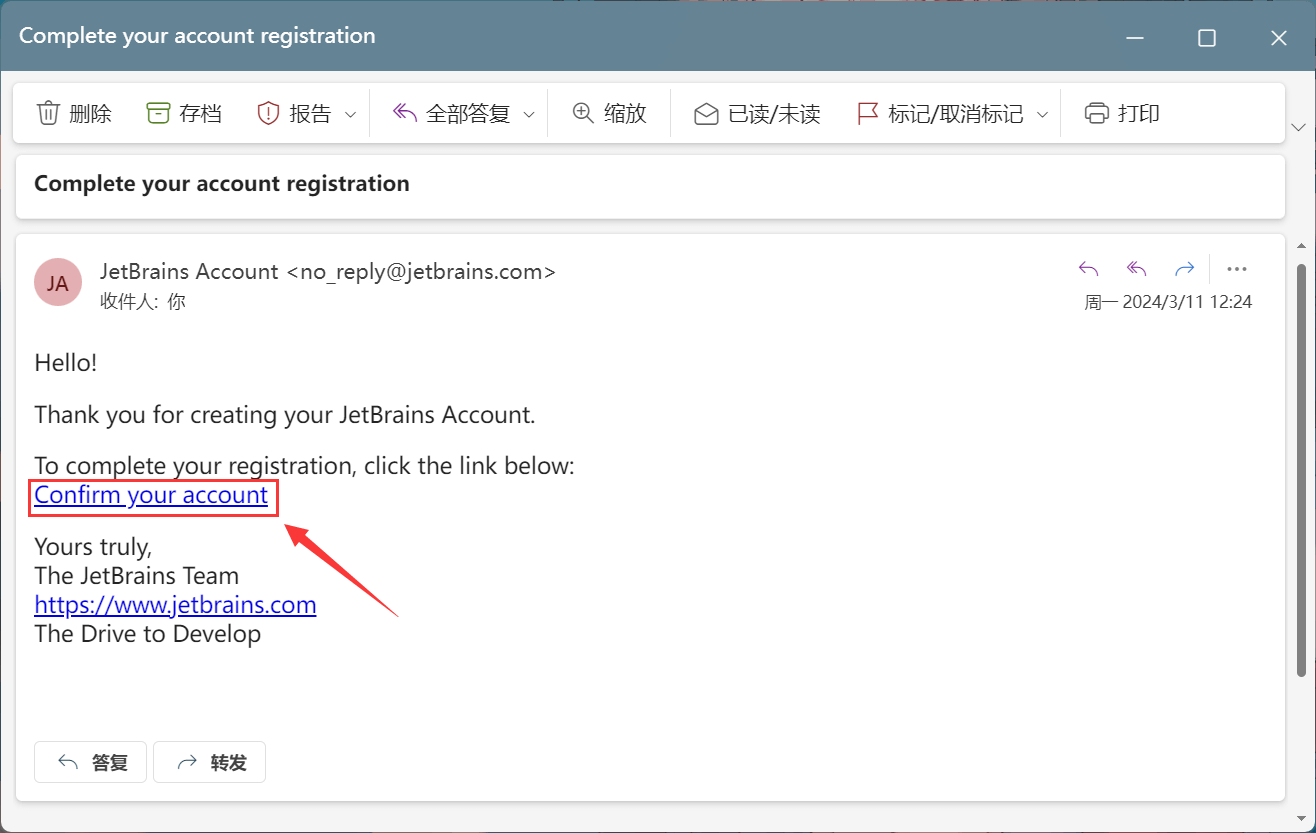 Complete your account registration
删除 存档 报告 全部答复 缩放 已读/未读 标记/取消标记 打印
Complete your account registration
JA
JetBrains Account <no_reply@jetbrains.com>
收件人: 你
周一 2024/3/11 12:24
Hello!
Thank you for creating your JetBrains Account.
To complete your registration, click the link below:
Confirm your account
Yours truly,
The JetBrains Team
https://www.jetbrains.com
The Drive to Develop
答复 转发